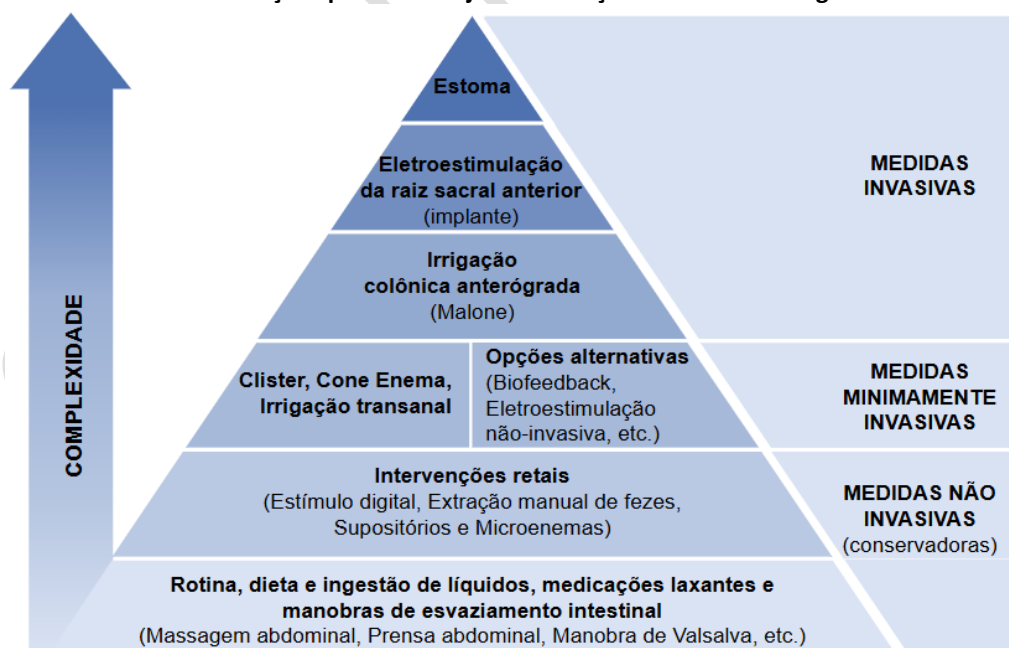 COMPLEXIDADE
Estoma
Eletroestimulação
da raiz sacral anterior
(implante)
Irrigação
colônica anterógrada
(Malone)
MEDIDAS
INVASIVAS
Clister, Cone Enema,
Irrigação transanal
Opções alternativas
(Biofeedback,
Eletroestimulação
não-invasiva, etc.)
MEDIDAS
MINIMAMENTE
INVASIVAS
Intervenções retais
(Estímulo digital, Extração manual de fezes,
Supositórios e Microenemas)
MEDIDAS NÃO
INVASIVAS
(conservadoras)
Rotina, dieta e ingestão de líquidos, medicações laxantes e
manobras de esvaziamento intestinal
(Massagem abdominal, Prensa abdominal, Manobra de Valsalva, etc.)